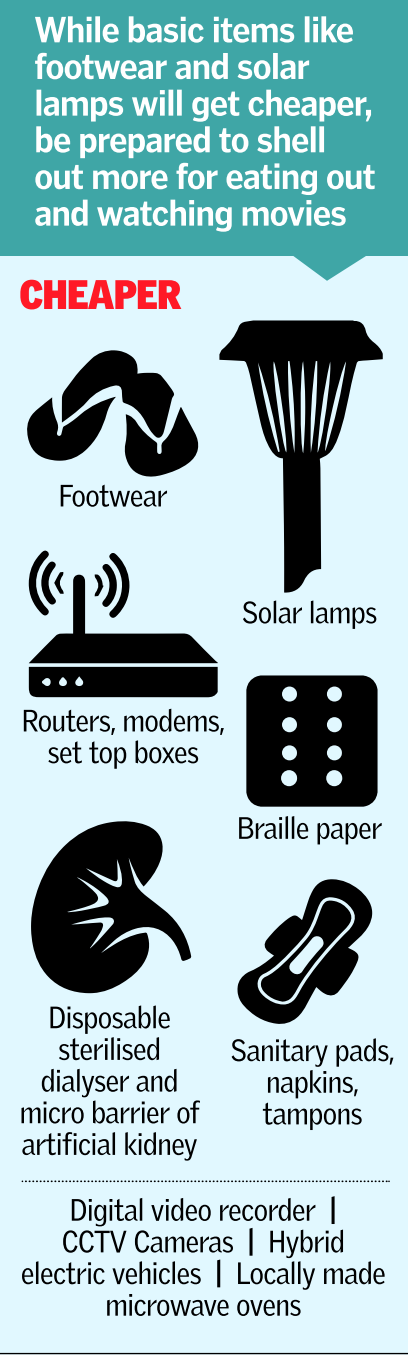 While basic items like
footwear and solar
lamps will get cheaper,
be prepared to shell
out more for eating out
and watching movies
CHEAPER
Footwear
Solar lamps
Routers, modems,
set top boxes
Braille paper
Disposable
sterilised
dialyser and
micro barrier of
artificial kidney
Sanitary pads,
napkins,
tampons
Digital video recorder |
CCTV Cameras | Hybrid
electric vehicles | Locally made
microwave ovens